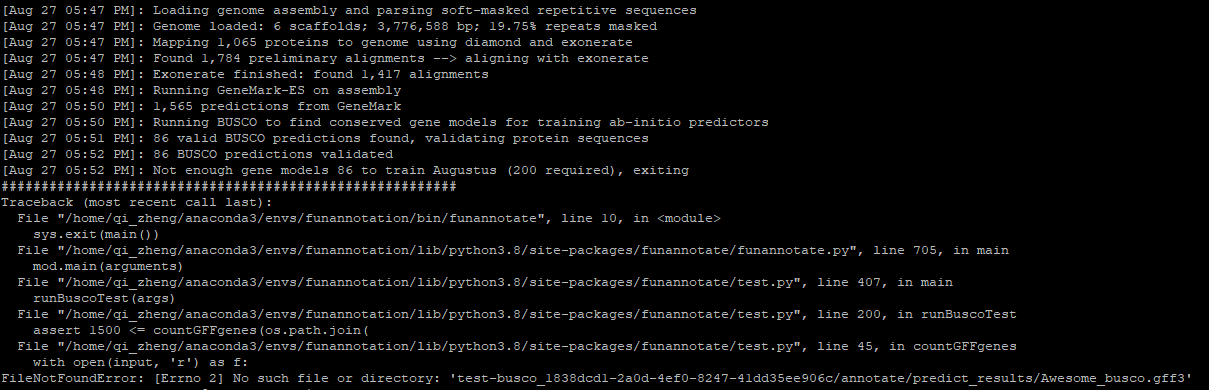 [Aug 27 05:47 PM]: Loading genome assembly and parsing soft-masked repetitive sequences
[Aug 27 05:47 PM]: Genome loaded: 6 scaffolds; 3,776,588 bp; 19.75% repeats masked
[Aug 27 05:47 PM]: Mapping 1,065 proteins to genome using diamond and exonerate
[Aug 27 05:47 PM]: Found 1,784 preliminary alignments --> aligning with exonerate
[Aug 27 05:48 PM]: Exonerate finished: found 1,417 alignments
[Aug 27 05:48 PM]: Running GeneMark-ES on assembly
[Aug 27 05:50 PM]: 1,565 predictions from GeneMark
[Aug 27 05:50 PM]: Running BUSCO to find conserved gene models for training ab-initio predictors
[Aug 27 05:51 PM]: 86 valid BUSCO predictions found, validating protein sequences
[Aug 27 05:52 PM]: 86 BUSCO predictions validated
[Aug 27 05:52 PM]: Not enough gene models 86 to train Augustus (200 required), exiting
#########################################################
Traceback (most recent call last):
  File "/home/qi_zheng/anaconda3/envs/funannotation/bin/funannotate", line 10, in <module>
    sys.exit(main())
  File "/home/qi_zheng/anaconda3/envs/funannotation/lib/python3.8/site-packages/funannotate/funannotate.py", line 705, in main
    mod.main(arguments)
  File "/home/qi_zheng/anaconda3/envs/funannotation/lib/python3.8/site-packages/funannotate/test.py", line 407, in main
    runBuscoTest(args)
  File "/home/qi_zheng/anaconda3/envs/funannotation/lib/python3.8/site-packages/funannotate/test.py", line 200, in runBuscoTest
    assert 1500 <= countGFFgenes(os.path.join(
  File "/home/qi_zheng/anaconda3/envs/funannotation/lib/python3.8/site-packages/funannotate/test.py", line 45, in countGFFgenes
    with open(input, 'r') as f:
FileNotFoundError: [Errno 2] No such file or directory: 'test-busco_1838dcd1-2a0d-4ef0-8247-41dd35ee906c/annotate/predict_results/Awesome_busco.gff3'